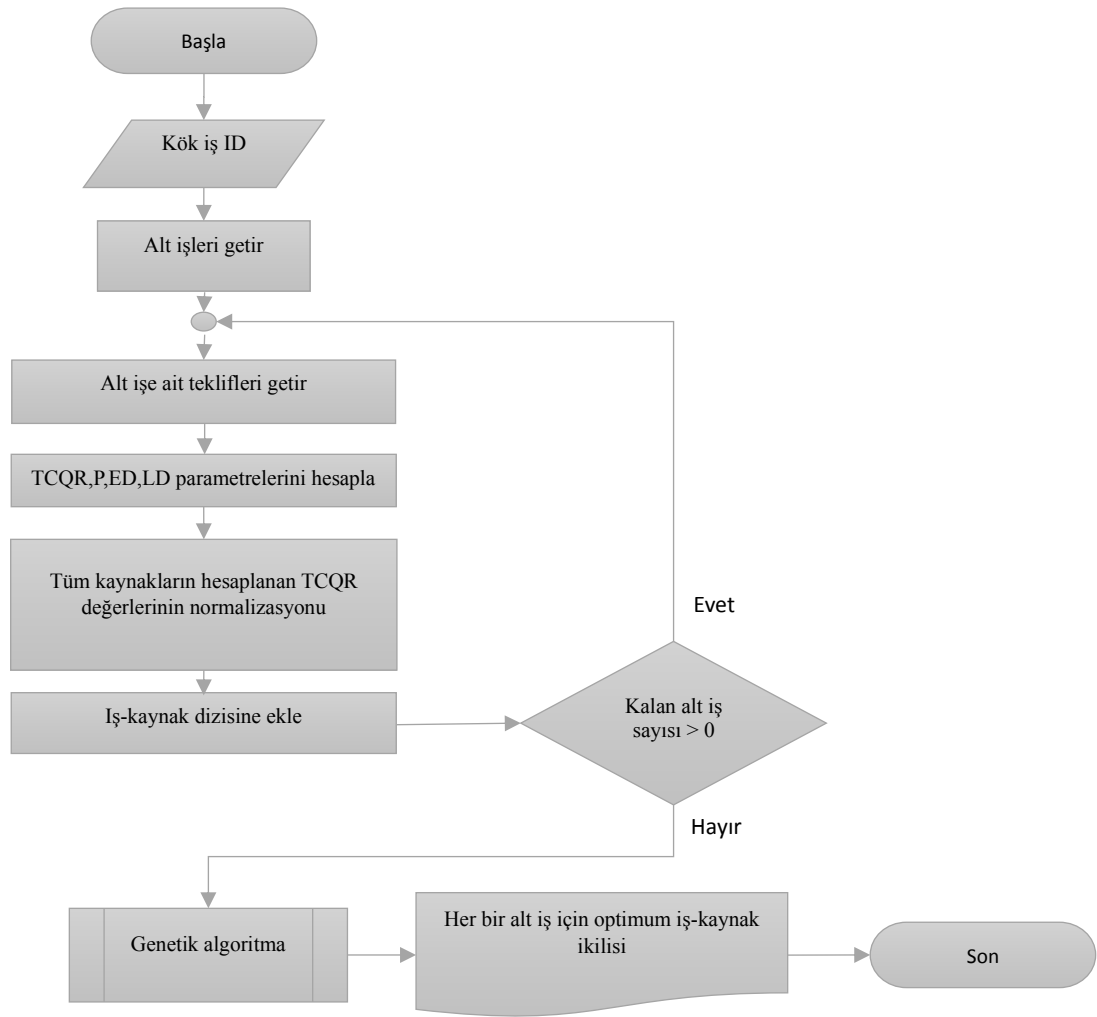 Başla
Kök iş ID
Alt işleri getir
Alt işe ait teklifleri getir
TCQR,P,ED,LD parametrelerini hesapla
Tüm kaynakların hesaplanan TCQR
değerlerinin normalizasyonu
Iş-kaynak dizisine ekle
Evet
Kalan alt iş
sayısı > 0
Hayır
Genetik algoritma
Her bir alt iş için optimum iş-kaynak
ikilisi
Son